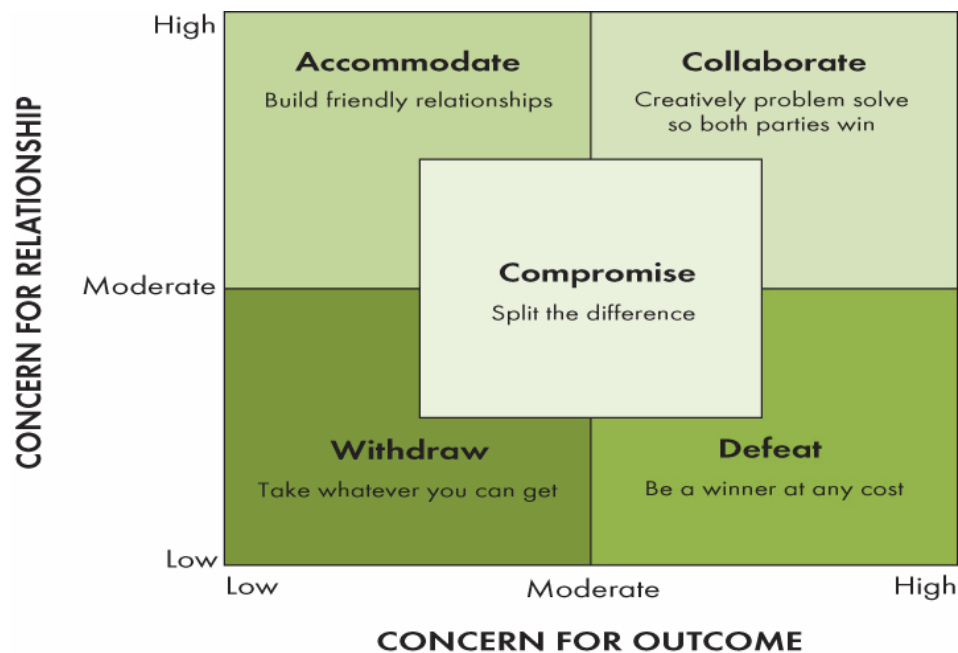 High
Accommodate
Build friendly relationships
Collaborate
Creatively problem solve
so both parties win
CONCERN FOR RELATIONSHIP
Moderate
Compromise
Split the difference
Withdraw
Take whatever you can get
Defeat
Be a winner at any cost
Low
Low
Moderate
High
CONCERN FOR OUTCOME